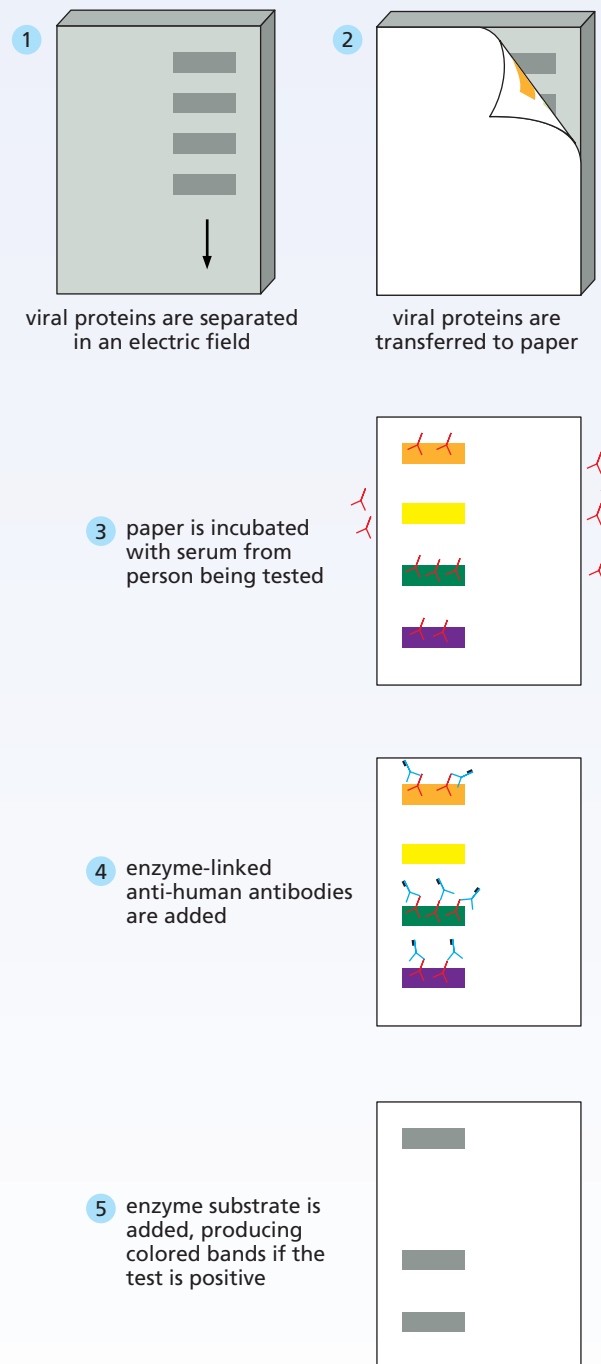 1
viral proteins are separated
in an electric field
2
viral proteins are
transferred to paper
3
paper is incubated
with serum from
person being tested
4
enzyme-linked
anti-human antibodies
are added
5
enzyme substrate is
added, producing
colored bands if the
test is positive